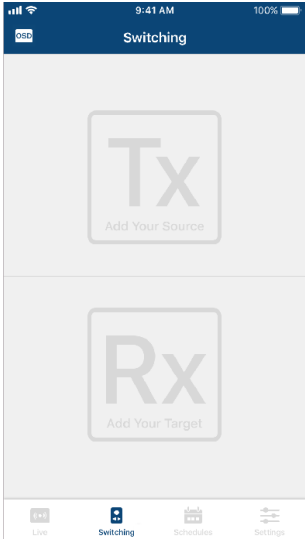 9:41 AM
100%
OSD
Switching
Tx
Add Your Source
Rx
Add Your Target
Live
Switching
Schedules
Settings